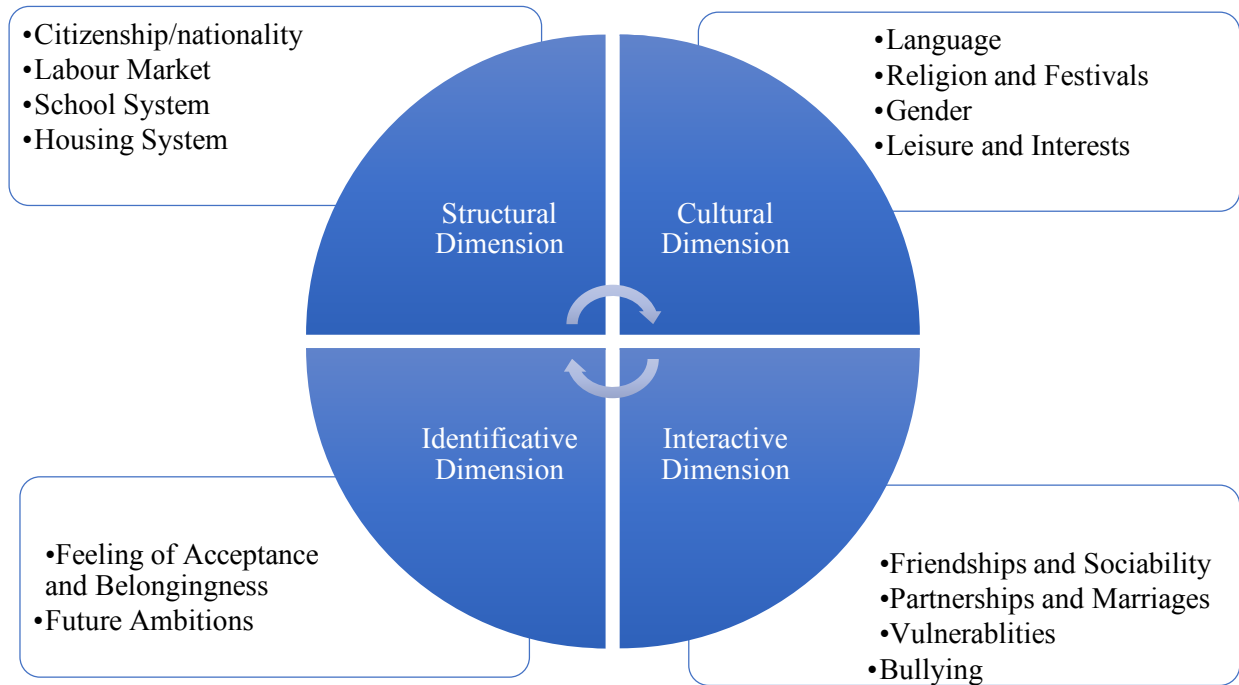 •Citizenship/nationality
•Labour Market
•School System
•Housing System
•Language
•Religion and Festivals
•Gender
•Leisure and Interests
Structural
Dimension
Cultural
Dimension
Identificative
Dimension
Interactive
Dimension
•Feeling of Acceptance
and Belongingness
•Future Ambitions
•Friendships and Sociability
•Partnerships and Marriages
•Vulnerablities
•Bullying